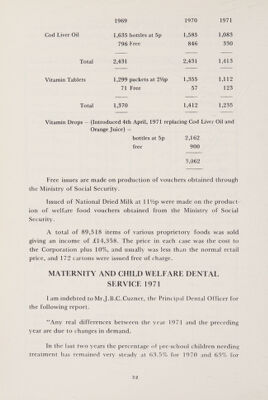 1969 1970 1971
Cod Liver Oil 1,635 bottles at 5p 1,585 1,083
796 Free 846 330
Total 2,431 2,431 1,413
Vitamin Tablets 1,299 packets at 2½p 1,355 1,112
71 Free 57 123
Total 1,370 1,412 1,235
Vitamin Drops – (Introduced 4th April, 1971 replacing Cod Liver Oil and
Orange Juice) –
bottles at 5p 2,162
free 900
3,062
Free issues are made on production of vouchers obtained through
the Ministry of Social Security.
Issued of National Dried Milk at 11½p were made on the product-
ion of welfare food vouchers obtained from the Ministry of Social
Security.
A total of 89,518 items of various proprietory foods was sold
giving an income of £14,358. The price in each case was the cost to
the Corporation plus 10%, and usually was less than the normal retail
price, and 172 cartons were issued free of charge.
MATERNITY AND CHILD WELFARE DENTAL
SERVICE 1971
I am indebted to Mr. J.B.C. Cuzner, the Principal Dental Officer for
the following report.
"Any real differences between the year 1971 and the preceding
year are due to changes in demand.
In the last two years the percentage of pre-school children needing
treatment has remained very steady at 63.5% for 1970 and 63% for